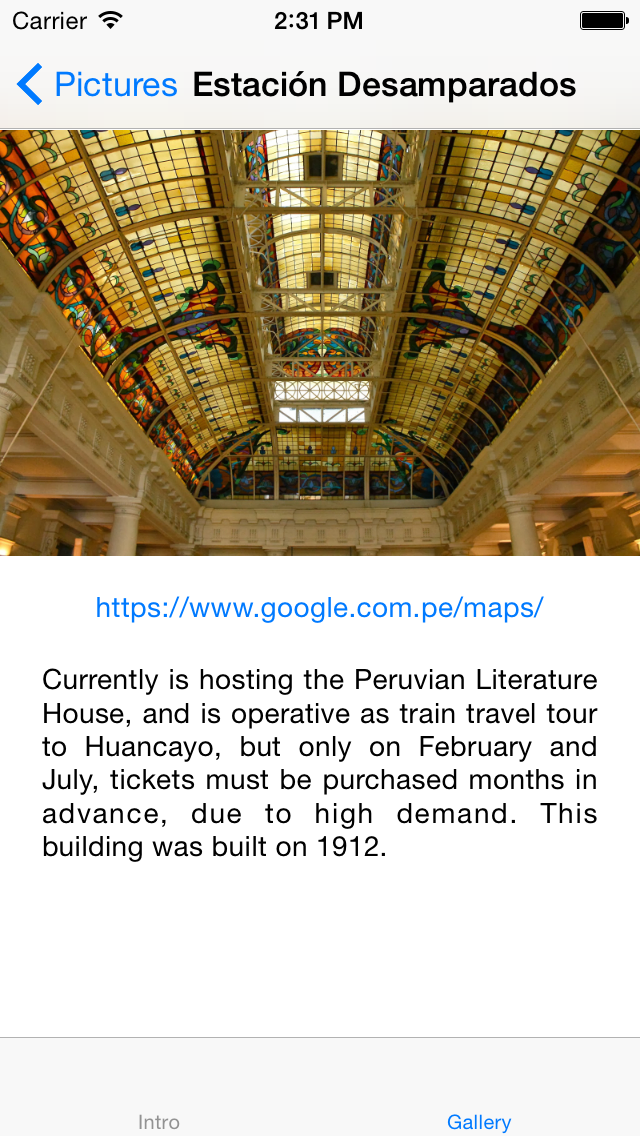 Carrier 2:31 PM
Pictures Estación Desamparados
https://www.google.com.pe/maps/
Currently is hosting the Peruvian Literature
House, and is operative as train travel tour
to Huancayo, but only on February and
July, tickets must be purchased months in
advance, due to high demand. This
building was built on 1912.
Intro Gallery